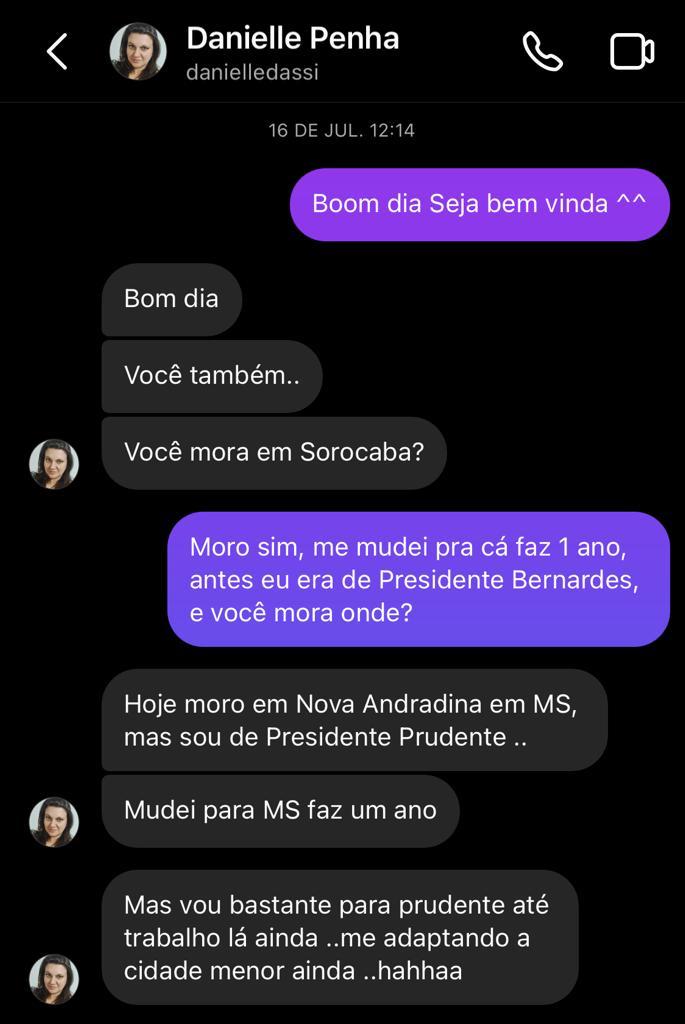 Danielle Penha
danielledassi
16 DE JUL. 12:14
Boom dia Seja bem vinda ^^
Bom dia
Você também..
Você mora em Sorocaba?
Moro sim, me mudei pra cá faz 1 ano,
antes eu era de Presidente Bernardes,
e você mora onde?
Hoje moro em Nova Andradina em MS,
mas sou de Presidente Prudente ..
Mudei para MS faz um ano
Mas vou bastante para prudente até
trabalho lá ainda ..me adaptando a
cidade menor ainda ..hahhaa